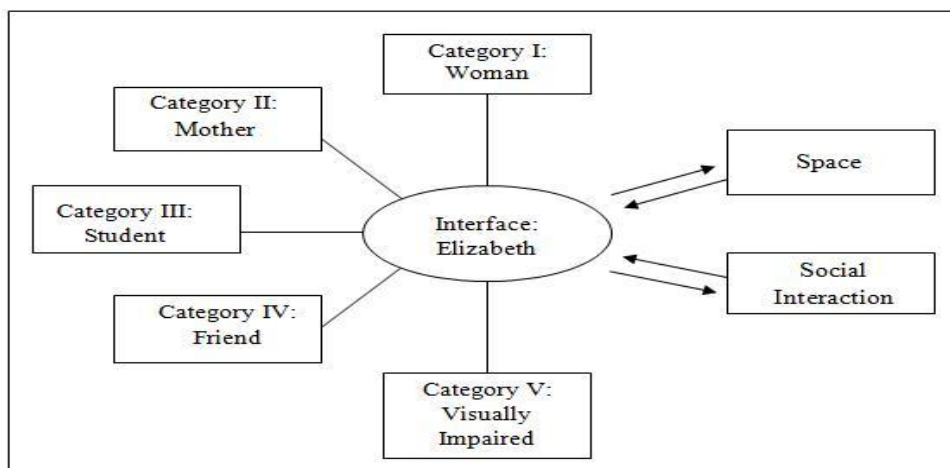 Category I:
Woman
Category II:
Mother
Space
Category III:
Student
Interface:
Elizabeth
Social
Interaction
Category IV:
Friend
Category V:
Visually
Impaired